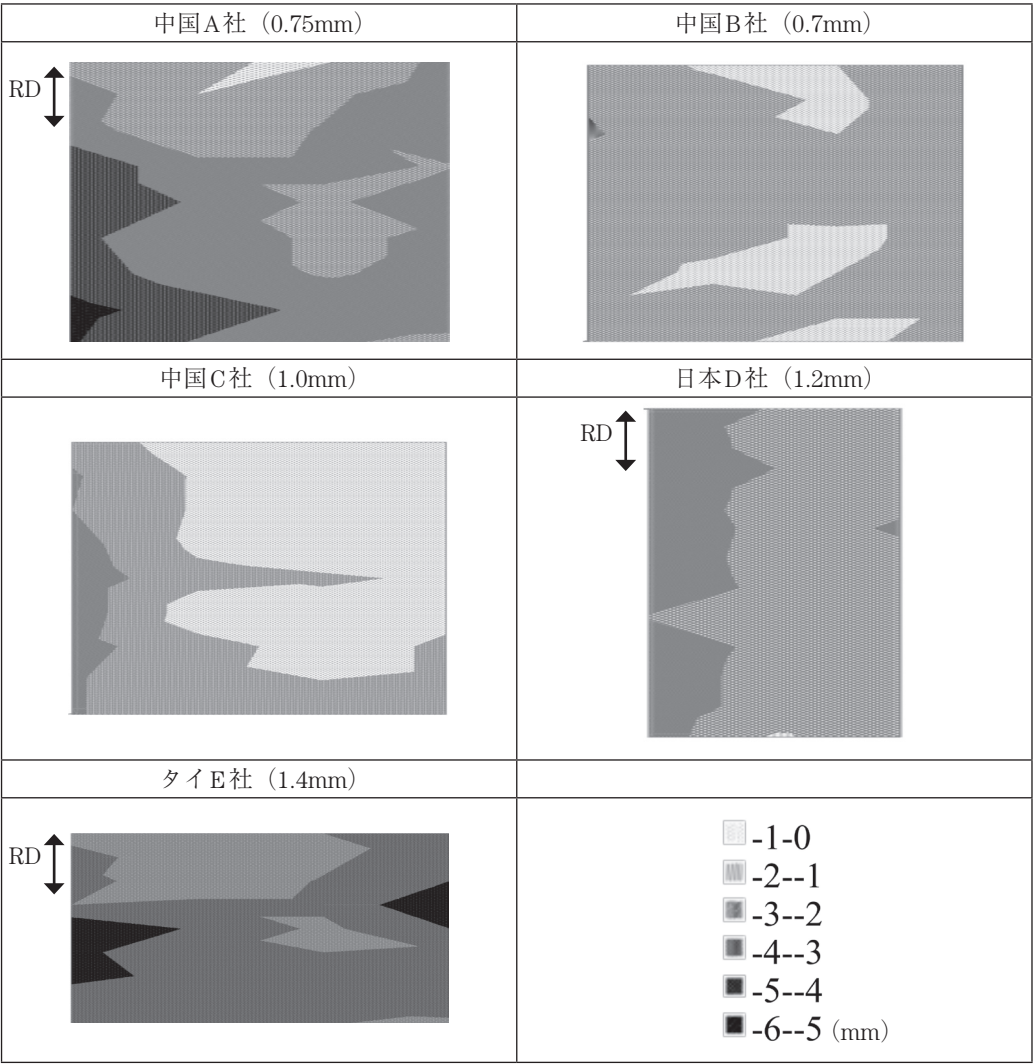 中国A社（0.75mm）
中国B社（0.7mm）
RD
中国C社（1.0mm）
日本D社（1.2mm）
RD
タイE社（1.4mm）
RD
-1-0
-2--1
-3--2
-4--3
-5--4
-6--5 (mm)